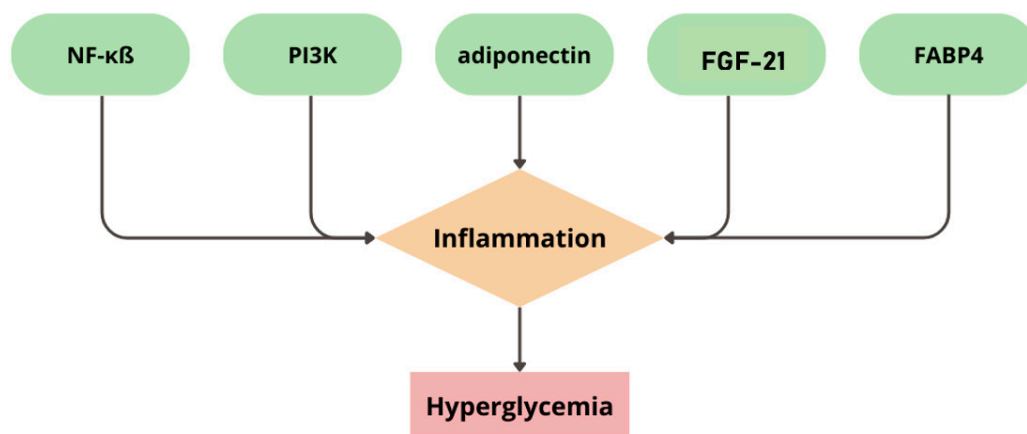 NF-κß
PI3K
adiponectin
FGF-21
FABP4
Inflammation
Hyperglycemia